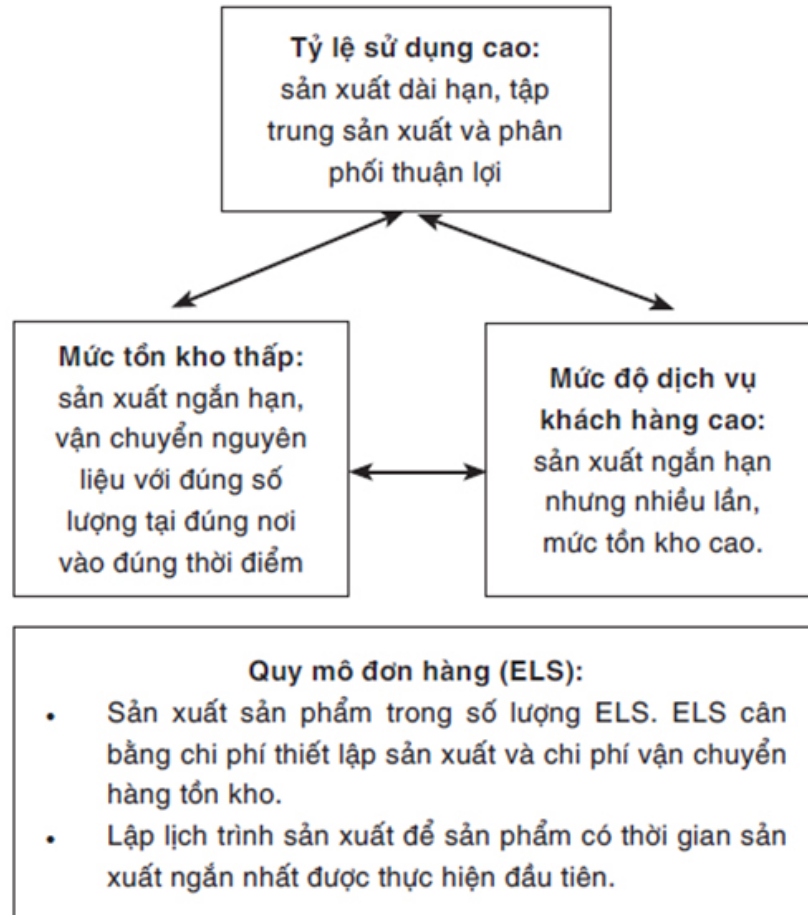 Tỷ lệ sử dụng cao:
sản xuất dài hạn, tập
trung sản xuất và phân
phối thuận lợi
Mức tồn kho thấp:
sản xuất ngắn hạn,
vận chuyển nguyên
liệu với đúng số
lượng tại đúng nơi
vào đúng thời điểm
Mức độ dịch vụ
khách hàng cao:
sản xuất ngắn hạn
nhưng nhiều lần,
mức tồn kho cao.
Quy mô đơn hàng (ELS):
• Sản xuất sản phẩm trong số lượng ELS. ELS cân
bằng chi phí thiết lập sản xuất và chi phí vận chuyển
hàng tồn kho.
• Lập lịch trình sản xuất để sản phẩm có thời gian sản
xuất ngắn nhất được thực hiện đầu tiên.